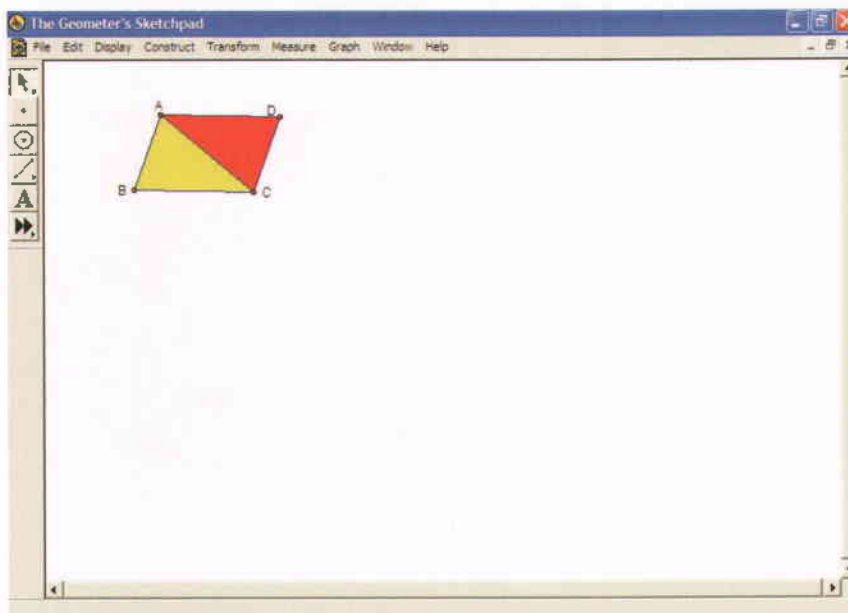 The Geometer's Sketchpad
File Edit Display Construct Transform Measure Graph Window Help
A
D
B
C
A